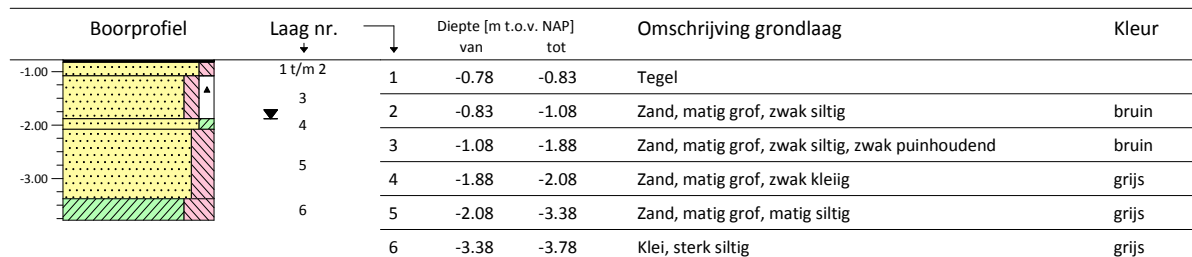 Boorprofiel Laag nr. Diepte [m t.o.v. NAP] Omschrijving grondlaag Kleur
van tot
-1.00
-2.00
-3.00
1 t/m 2
3
4
5
6
1 -0.78 -0.83 Tegel
2 -0.83 -1.08 Zand, matig grof, zwak siltig bruin
3 -1.08 -1.88 Zand, matig grof, zwak siltig, zwak puinhoudend bruin
4 -1.88 -2.08 Zand, matig grof, zwak kleiig grijs
5 -2.08 -3.38 Zand, matig grof, matig siltig grijs
6 -3.38 -3.78 Klei, sterk siltig grijs